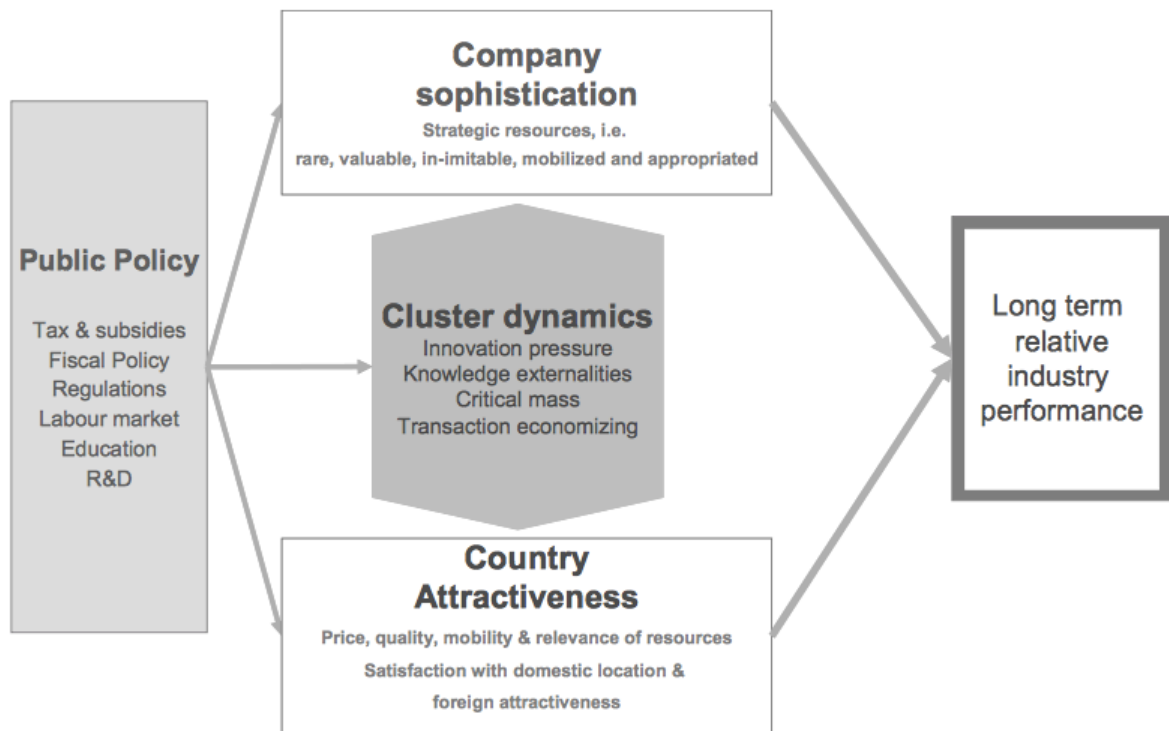 Company
sophistication
Strategic resources, i.e.
rare, valuable, in-imitable, mobilized and appropriated
Public Policy
Tax & subsidies
Fiscal Policy
Regulations
Labour market
Education
R&D
Cluster dynamics
Innovation pressure
Knowledge externalities
Critical mass
Transaction economizing
Country
Attractiveness
Price, quality, mobility & relevance of resources
Satisfaction with domestic location &
foreign attractiveness
Long term
relative
industry
performance